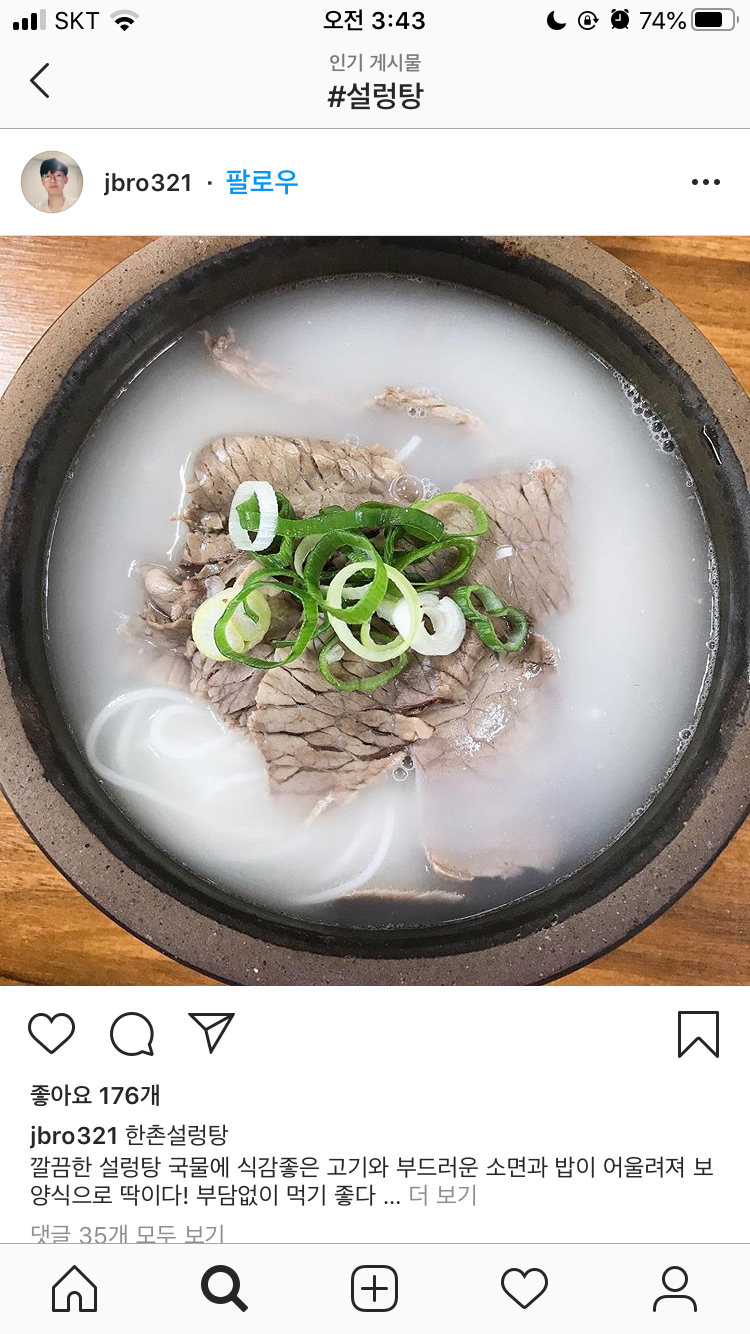 SKT 오전 3:43 74%
인기 게시물
#설렁탕
jbro321 · 팔로우
좋아요 176개
jbro321 한촌설렁탕
깔끔한 설렁탕 국물에 식감좋은 고기와 부드러운 소면과 밥이 어울려져 보
양식으로 딱이다! 부담없이 먹기 좋다 ... 더 보기
댓글 35개 모두 보기